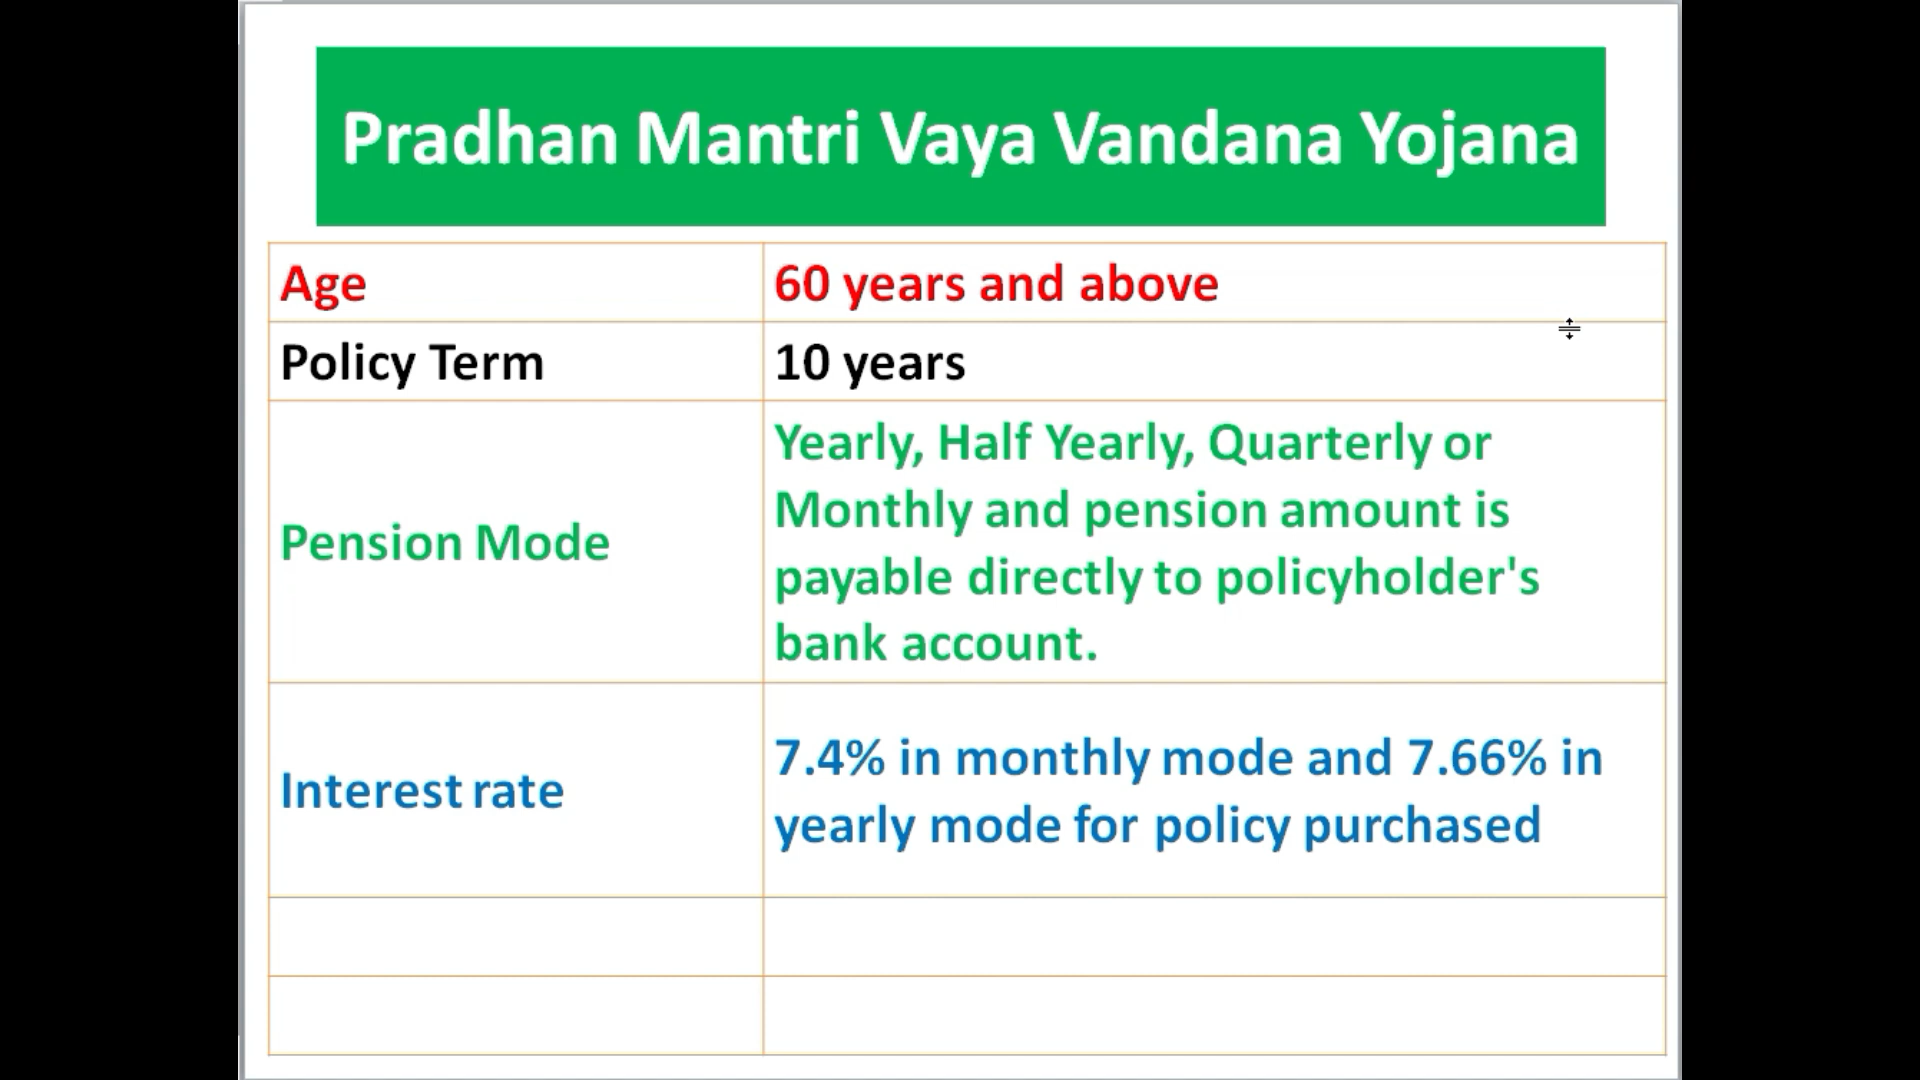 Pradhan Mantri Vaya Vandana Yojana
Age
60 years and above
Policy Term
10 years
Pension Mode
Yearly, Half Yearly, Quarterly or
Monthly and pension amount is
payable directly to policyholder's
bank account.
Interest rate
7.4% in monthly mode and 7.66% in
yearly mode for policy purchased